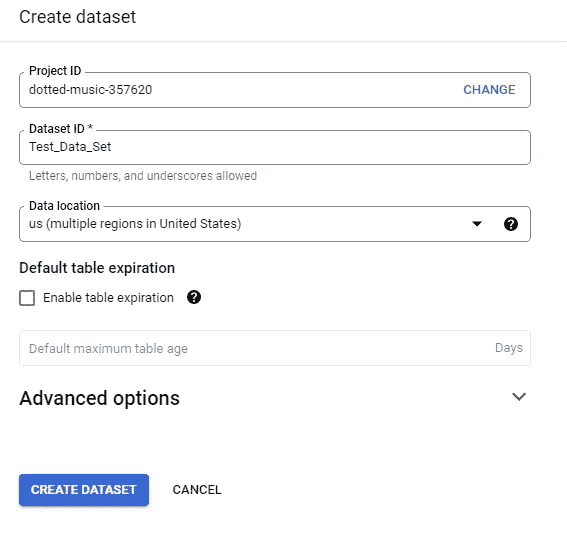 Create dataset
Project ID
dotted-music-357620 CHANGE
Dataset ID *
Test_Data_Set
Letters, numbers, and underscores allowed
Data location
us (multiple regions in United States) ?
Default table expiration
Enable table expiration ?
Default maximum table age Days
Advanced options
CREATE DATASET CANCEL